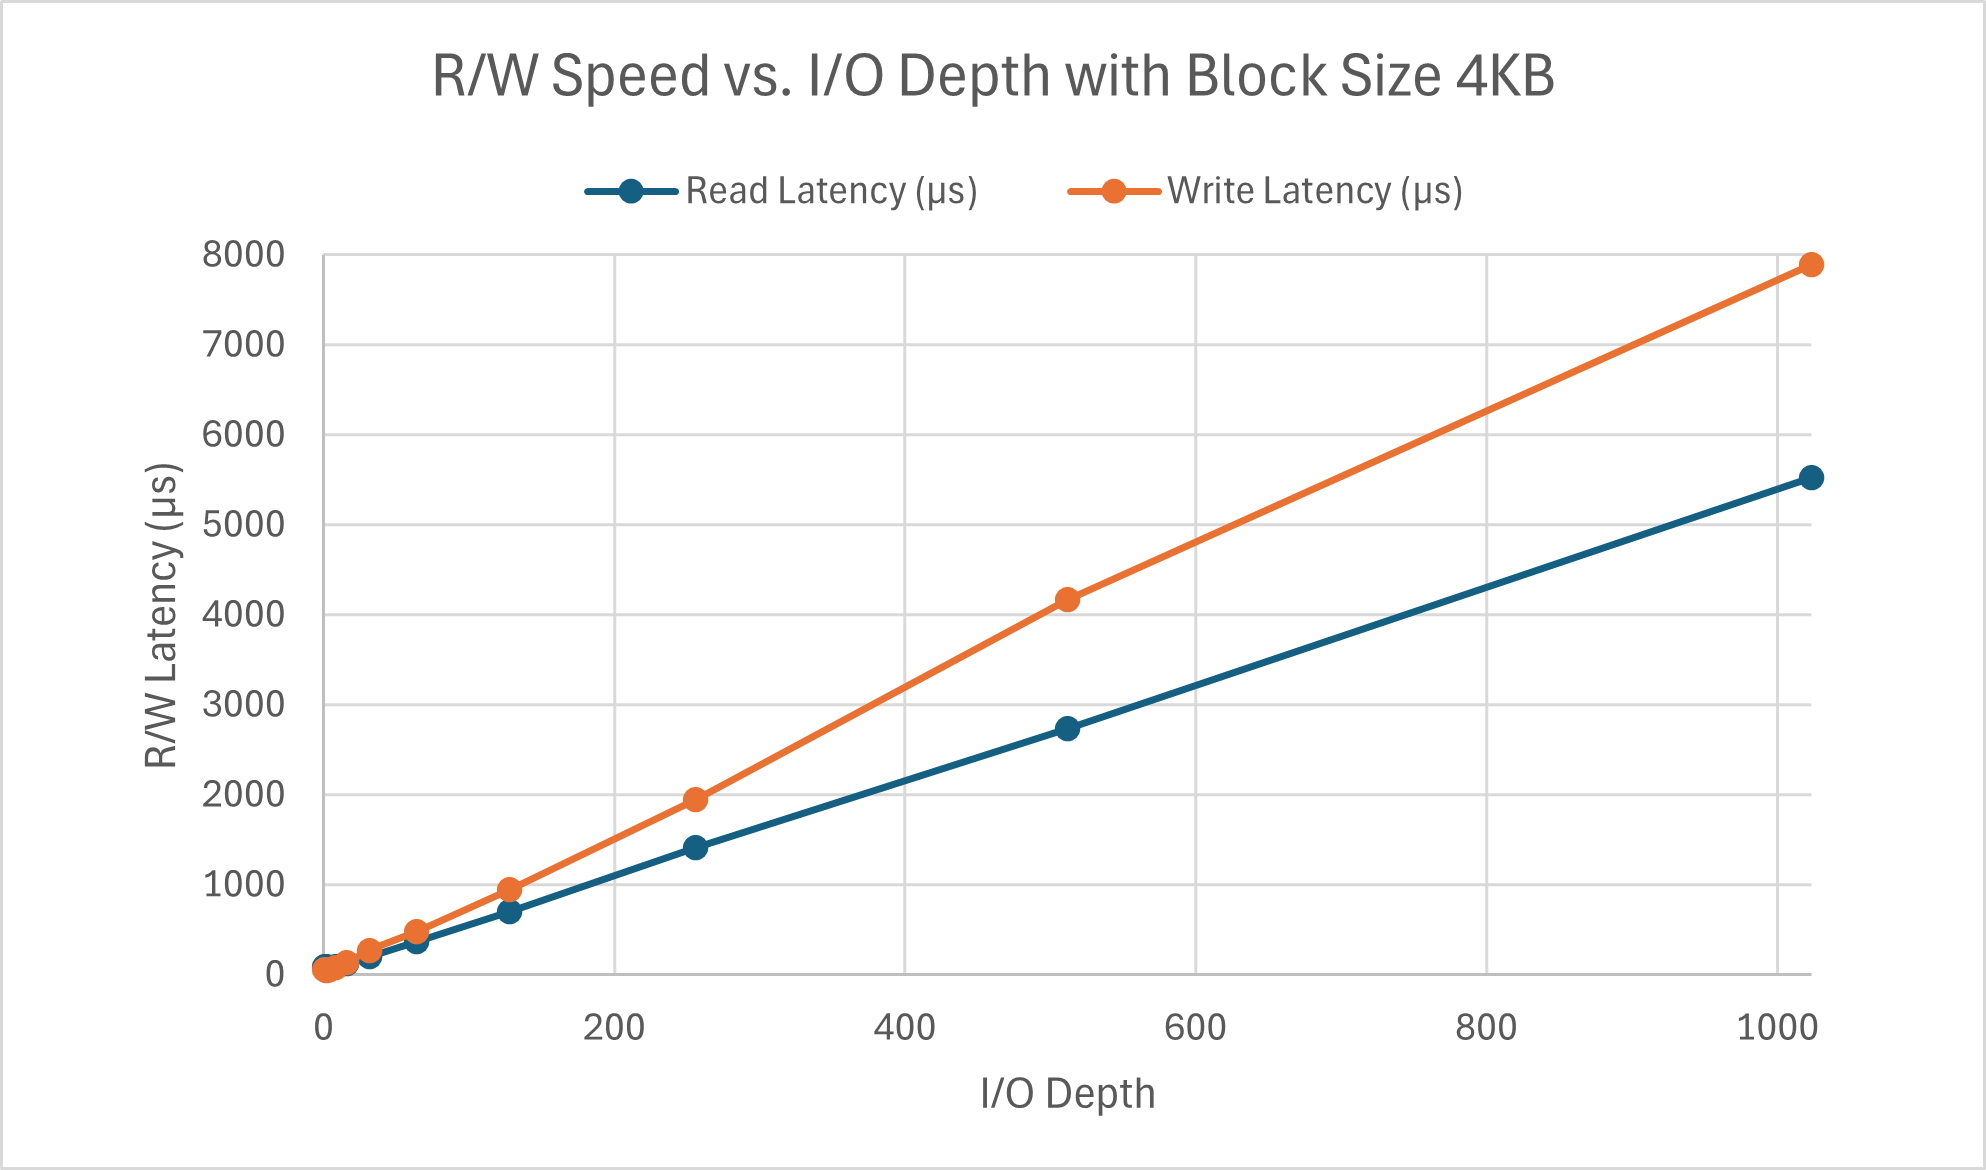 R/W Speed vs. I/O Depth with Block Size 4KB
Read Latency (µs) Write Latency (µs)
8000
7000
6000
5000
4000
3000
2000
1000
0
R/W Latency (µs)
0 200 400 600 800 1000
I/O Depth